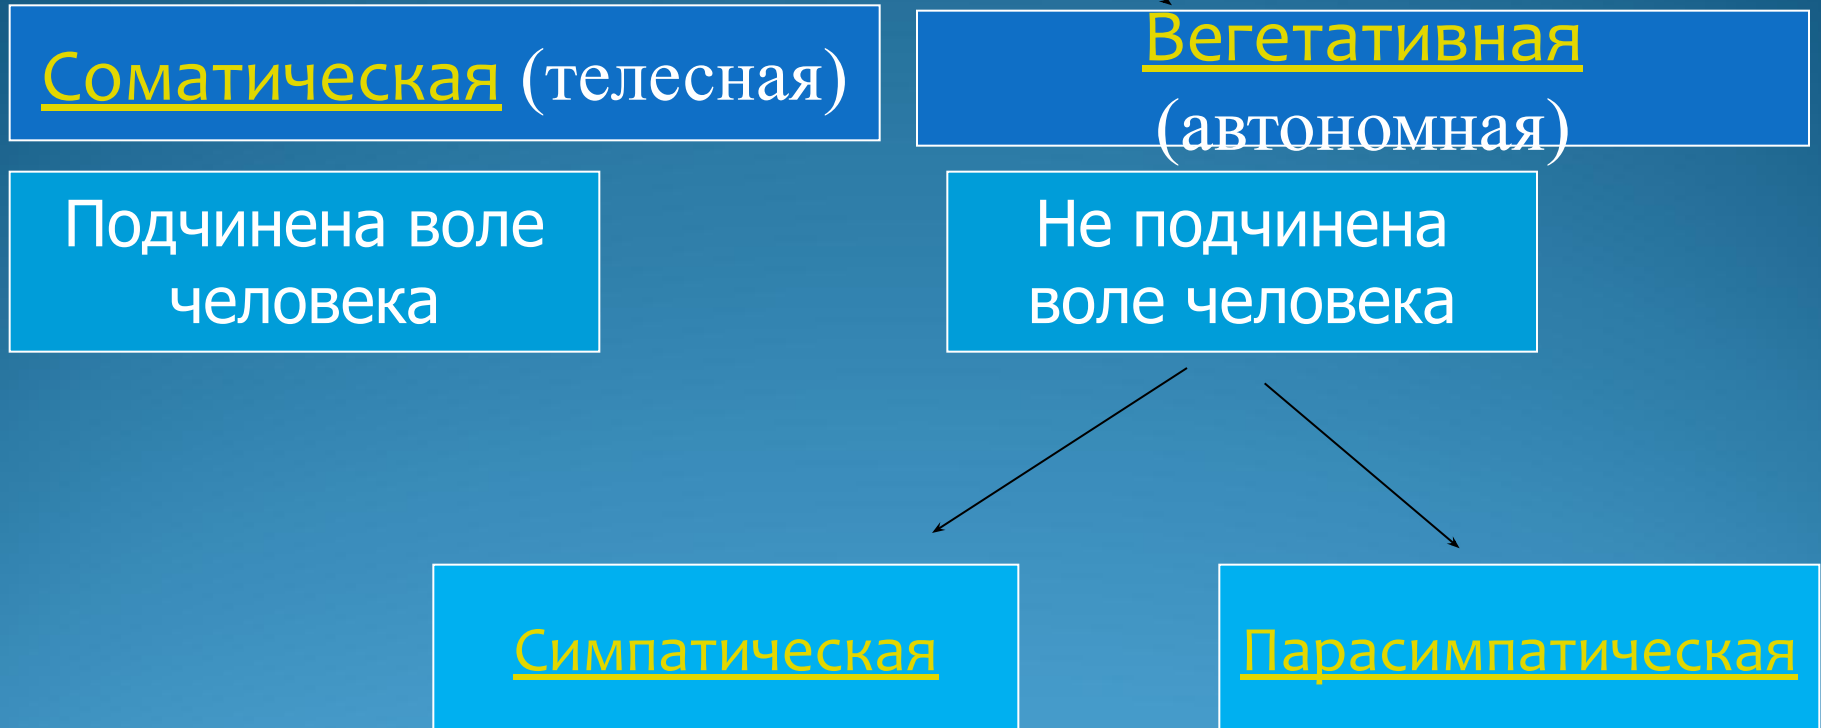 Соматическая (телесная)
Вегетативная
(автономная)
Подчинена воле
человека
Не подчинена
воле человека
Симпатическая
Парасимпатическая